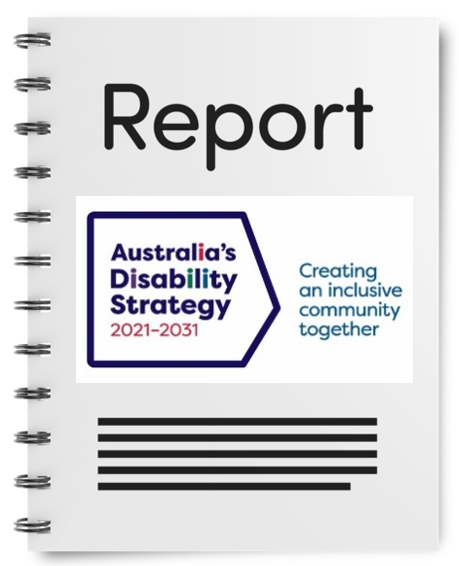 Report
Australia's
Disability
Strategy
2021–2031
Creating
an inclusive
community
together